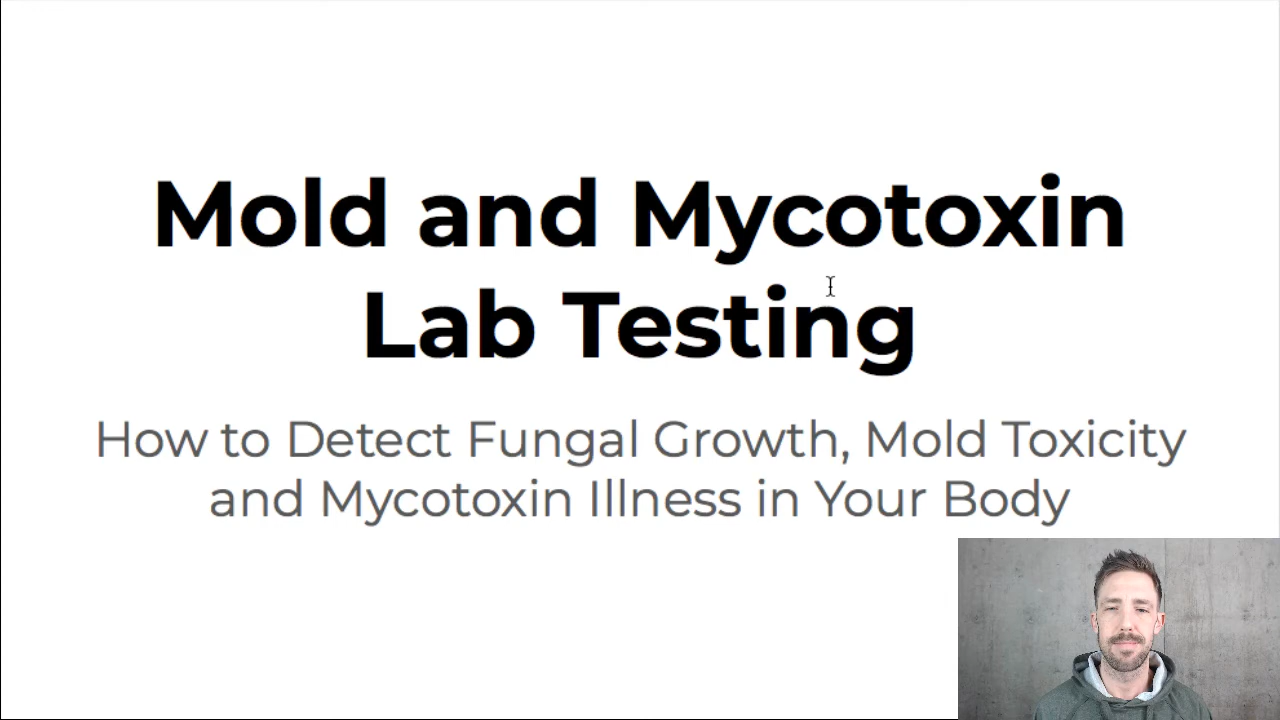 Mold and Mycotoxin
Lab Testing
How to Detect Fungal Growth, Mold Toxicity
and Mycotoxin Illness in Your Body